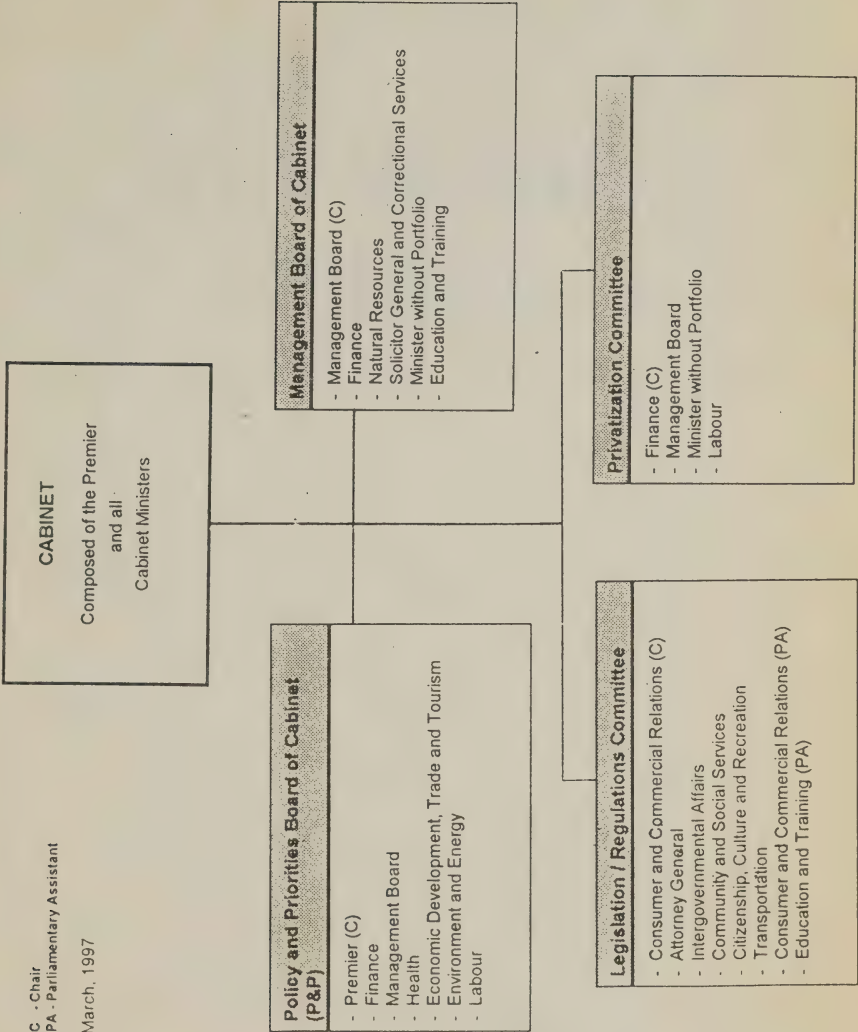 CABINET
Composed of the Premier
and all
Cabinet Ministers
Policy and Priorities Board of Cabinet
(P&P)
- Premier (C)
- Finance
- Management Board
- Health
- Economic Development, Trade and Tourism
- Environment and Energy
- Labour
Management Board of Cabinet
- Management Board (C)
- Finance
- Natural Resources
- Solicitor General and Correctional Services
- Minister without Portfolio
- Education and Training
Legislation / Regulations Committee
- Consumer and Commercial Relations (C)
- Attorney General
- Intergovernmental Affairs
- Community and Social Services
- Citizenship, Culture and Recreation
- Transportation
- Consumer and Commercial Relations (PA)
- Education and Training (PA)
Privatization Committee
- Finance (C)
- Management Board
- Minister without Portfolio
- Labour
C - Chair
PA - Parliamentary Assistant
March, 1997